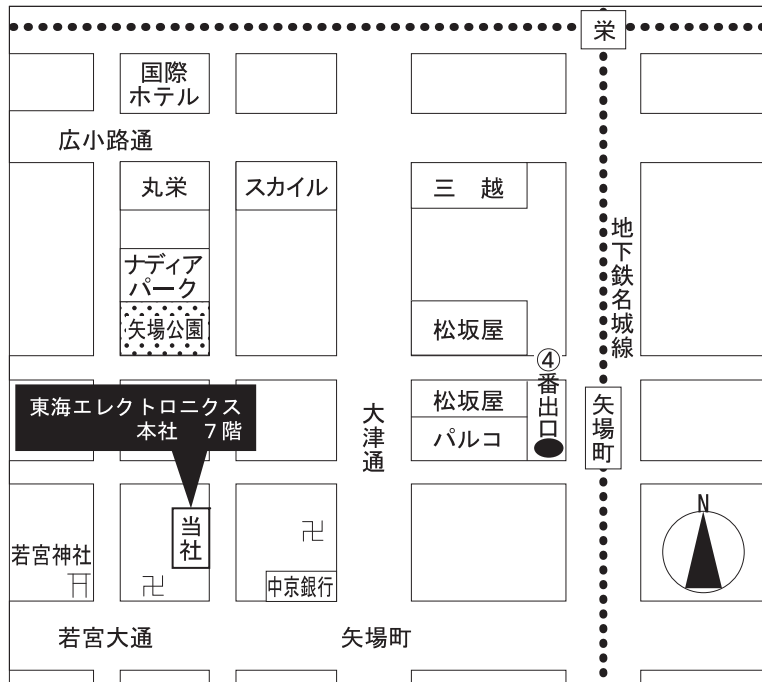 栄
国際
ホテル
広小路通
丸栄
スカイル
三 越
地下鉄名城線
ナディア
パーク
矢場公園
松坂屋
④番出口
松坂屋
パルコ
大津通
矢場町
東海エレクトロニクス
本社 7階
当社
若宮神社
中京銀行
N
若宮大通
矢場町